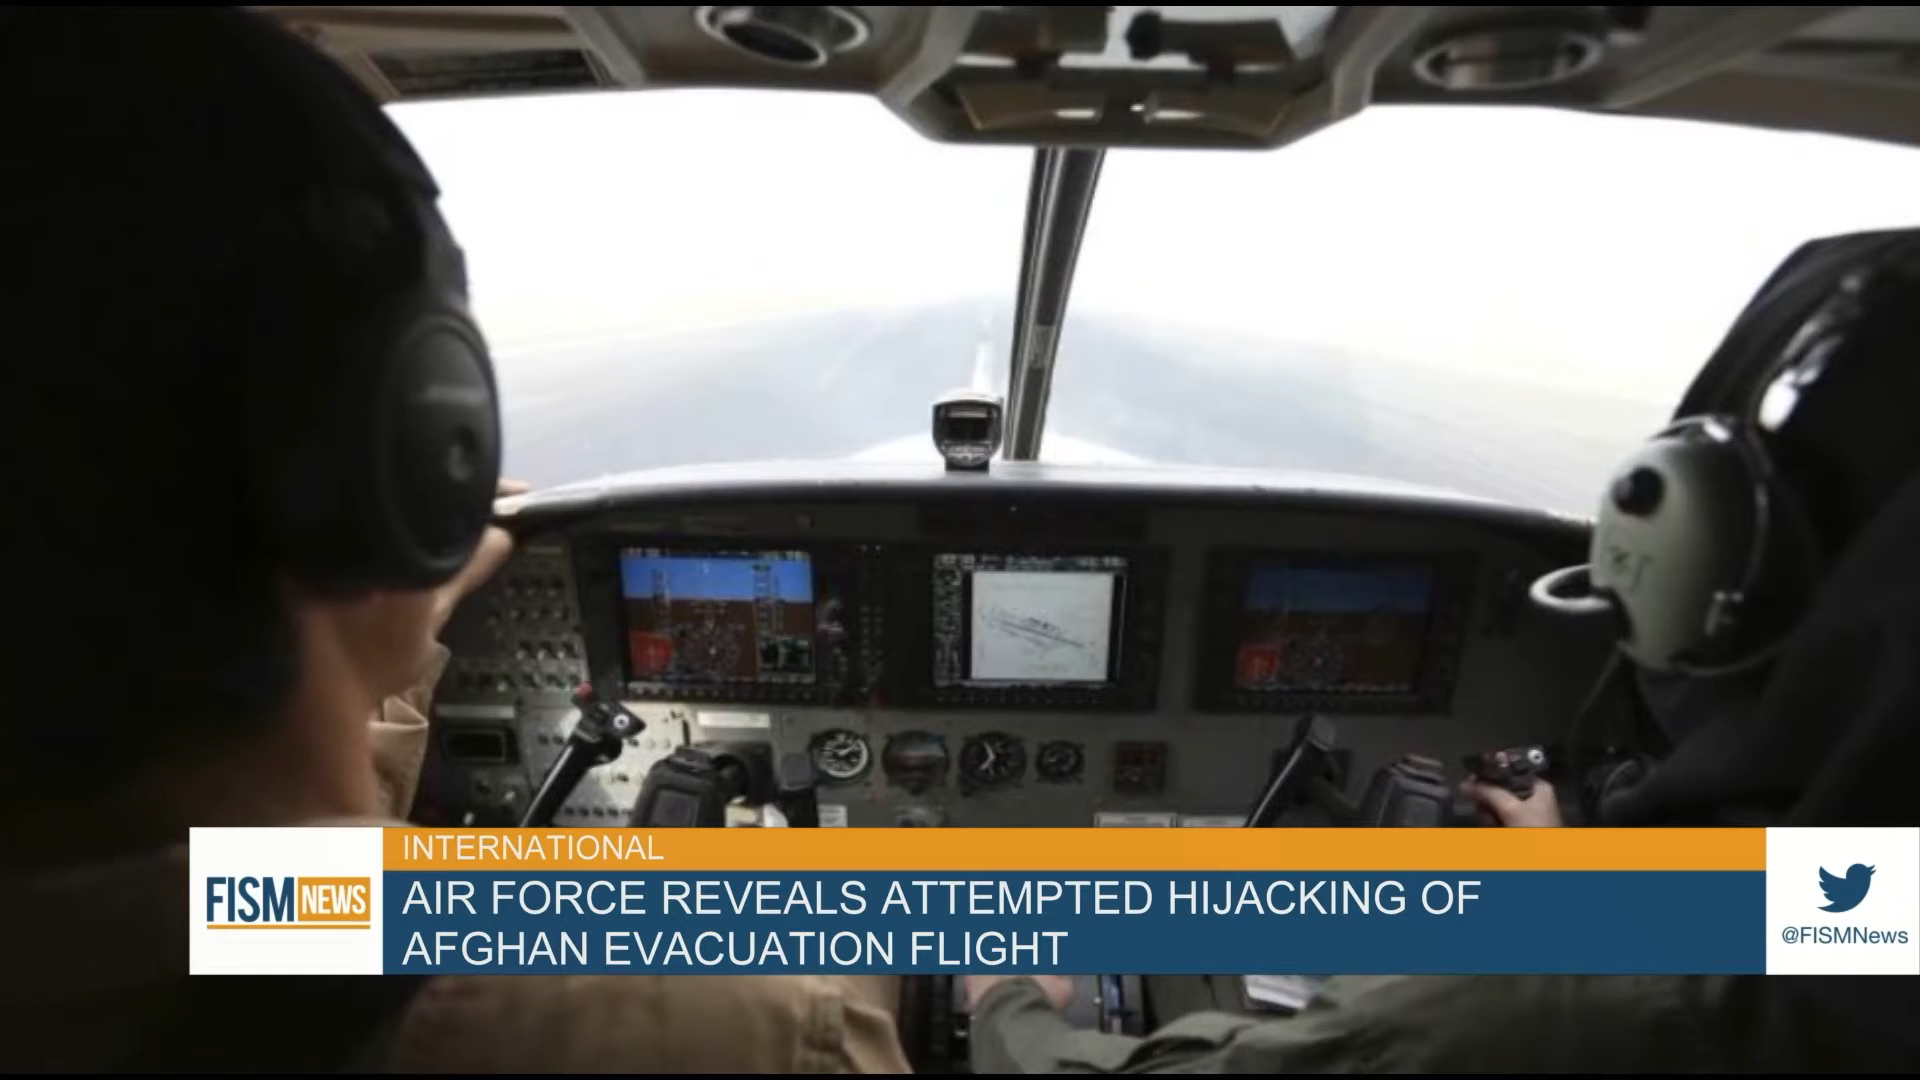 INTERNATIONAL
FISM NEWS
AIR FORCE REVEALS ATTEMPTED HIJACKING OF
AFGHAN EVACUATION FLIGHT
@FISMNews